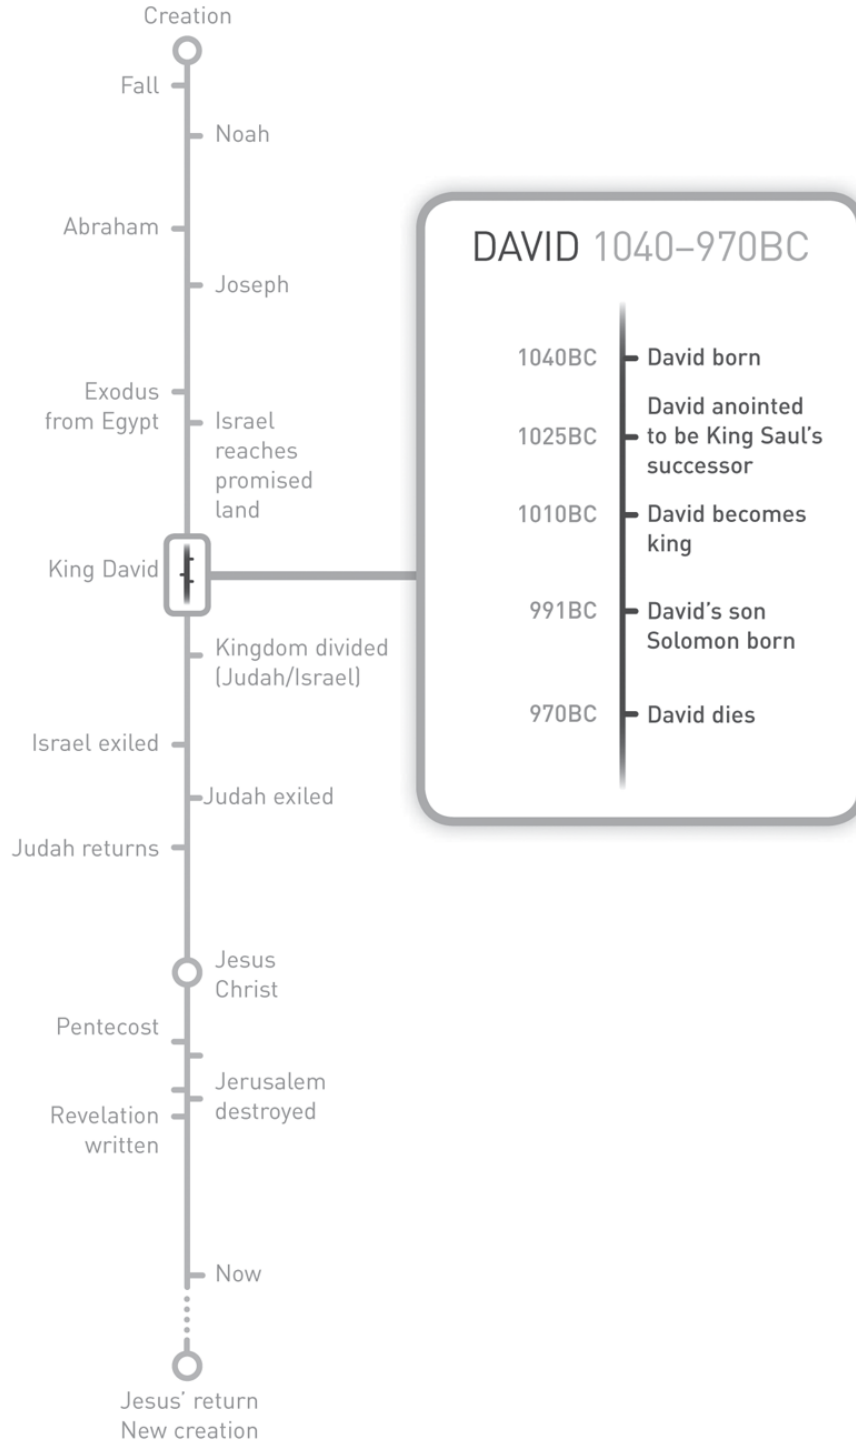 Creation
Fall
Noah
Abraham
Joseph
Exodus
from Egypt
Israel
reaches
promised
land
King David
Kingdom divided
(Judah/Israel)
Israel exiled
Judah exiled
Judah returns
Jesus
Christ
Pentecost
Jerusalem
destroyed
Revelation
written
Now
Jesus’ return
New creation
DAVID 1040–970BC
1040BC David born
David anointed
1025BC to be King Saul’s
successor
1010BC David becomes
king
991BC David’s son
Solomon born
970BC David dies